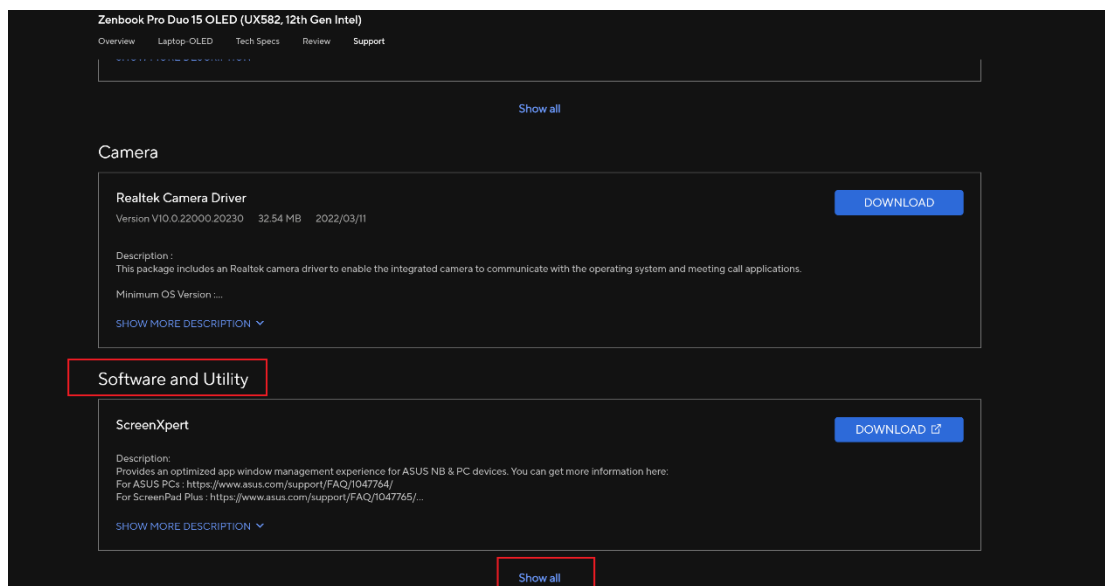 Zenbook Pro Duo 15 OLED (UX582, 12th Gen Intel)
Overview Laptop-OLED Tech Specs Review Support
SHOW MORE DESCRIPTION
Show all
Camera
Realtek Camera Driver
DOWNLOAD
Version V10.0.22000.20230 32.54 MB 2022/03/11
Description :
This package includes an Realtek camera driver to enable the integrated camera to communicate with the operating system and meeting call applications.
Minimum OS Version :...
SHOW MORE DESCRIPTION
Software and Utility
ScreenXpert
DOWNLOAD
Description:
Provides an optimized app window management experience for ASUS NB & PC devices. You can get more information here:
For ASUS PCs : https://www.asus.com/support/FAQ/1047764/
For ScreenPad Plus : https://www.asus.com/support/FAQ/1047765/...
SHOW MORE DESCRIPTION
Show all